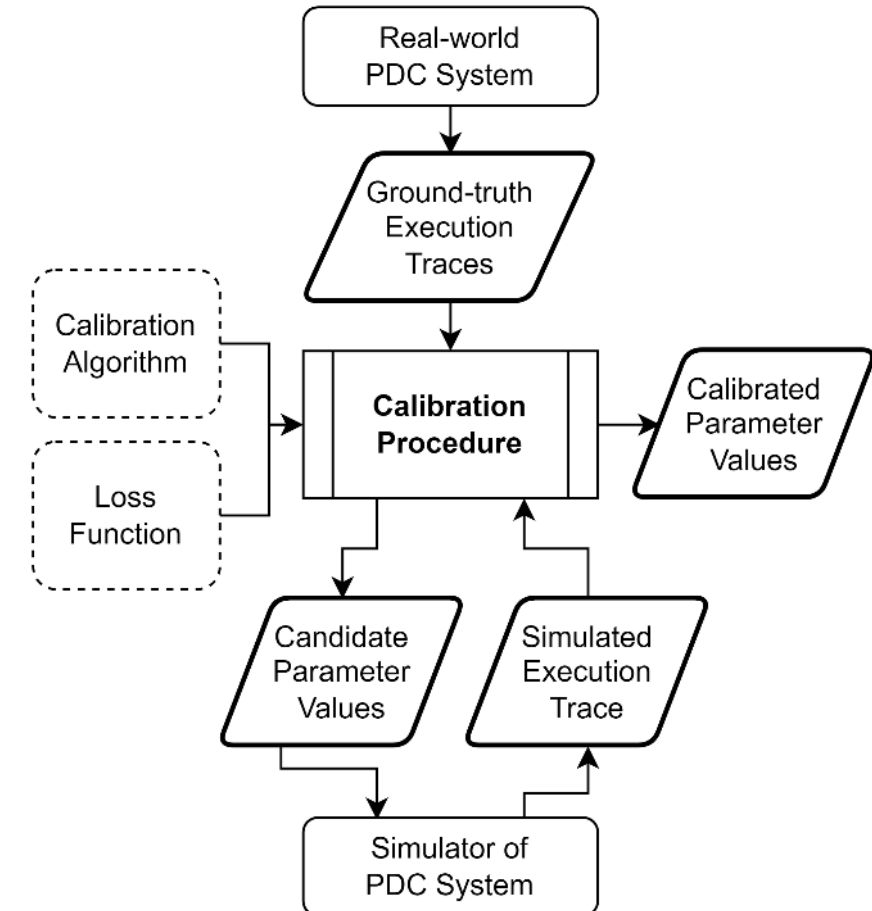 Real-world
PDC System
Ground-truth
Execution
Traces
Calibration
Algorithm
Loss
Function
Calibration
Procedure
Calibrated
Parameter
Values
Candidate
Parameter
Values
Simulated
Execution
Trace
Simulator of
PDC System